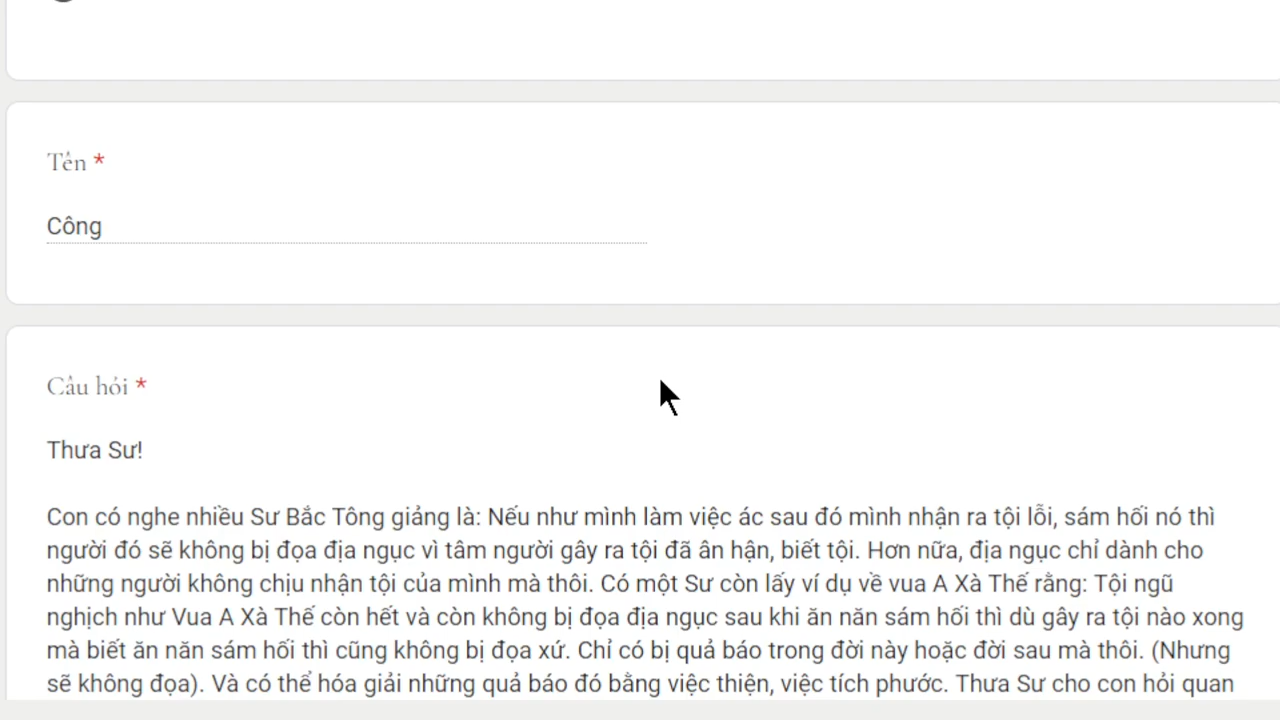 Tên *
Công
Câu hỏi *
Thưa Sư!
Con có nghe nhiều Sư Bắc Tông giảng là: Nếu như mình làm việc ác sau đó mình nhận ra tội lỗi, sám hối nó thì
người đó sẽ không bị đọa địa ngục vì tâm người gây ra tội đã ân hận, biết tội. Hơn nữa, địa ngục chỉ dành cho
những người không chịu nhận tội của mình mà thôi. Có một Sư còn lấy ví dụ về vua A Xà Thế rằng: Tội ngũ
nghịch như Vua A Xà Thế còn hết và còn không bị đọa địa ngục sau khi ăn năn sám hối thì dù gây ra tội nào xong
mà biết ăn năn sám hối thì cũng không bị đọa xứ. Chỉ có bị quả báo trong đời này hoặc đời sau mà thôi. (Nhưng
sẽ không đọa). Và có thể hóa giải những quả báo đó bằng việc thiện, việc tích phước. Thưa Sư cho con hỏi quan